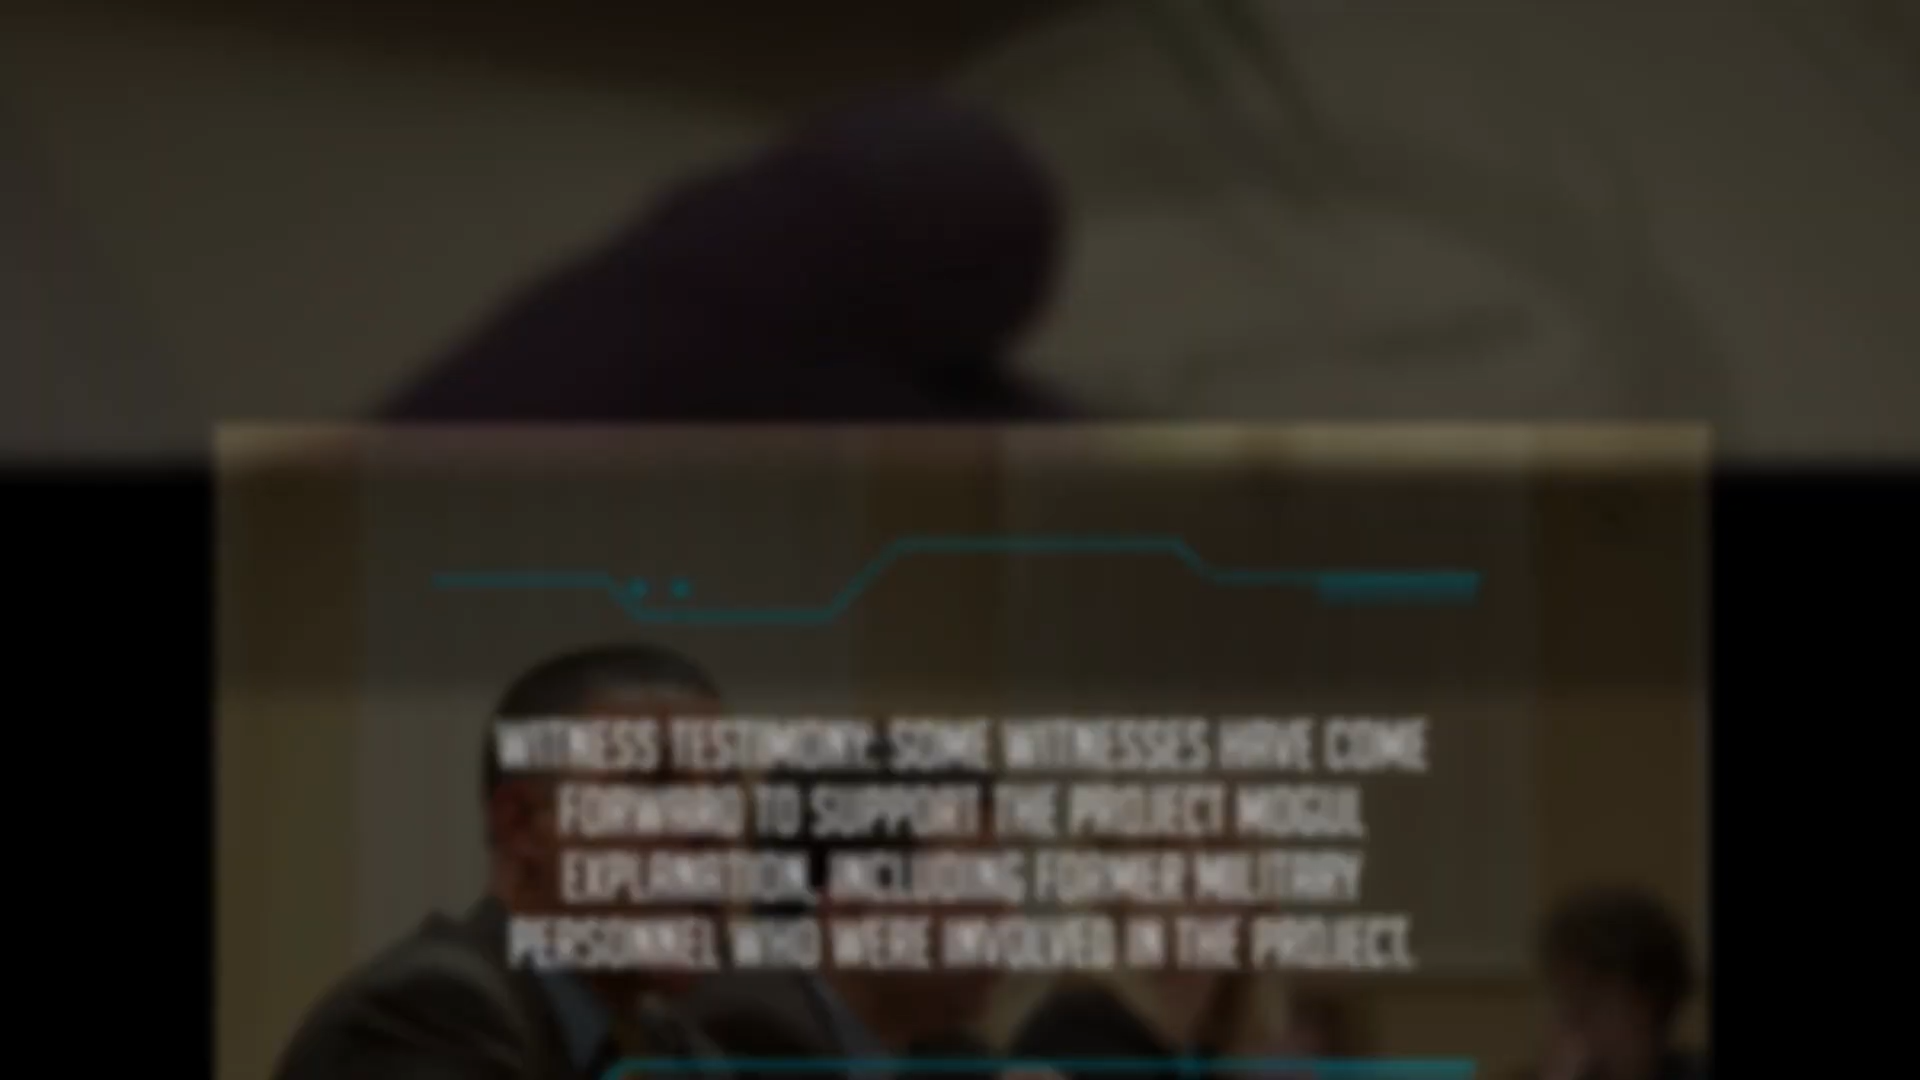 WITNESS TESTIMONY: SOME WITNESSES HAVE COME
FORWARD TO SUPPORT THE PROJECT MOGUL
EXPLANATION, INCLUDING FORMER MILITARY
PERSONNEL WHO WERE INVOLVED IN THE PROJECT.